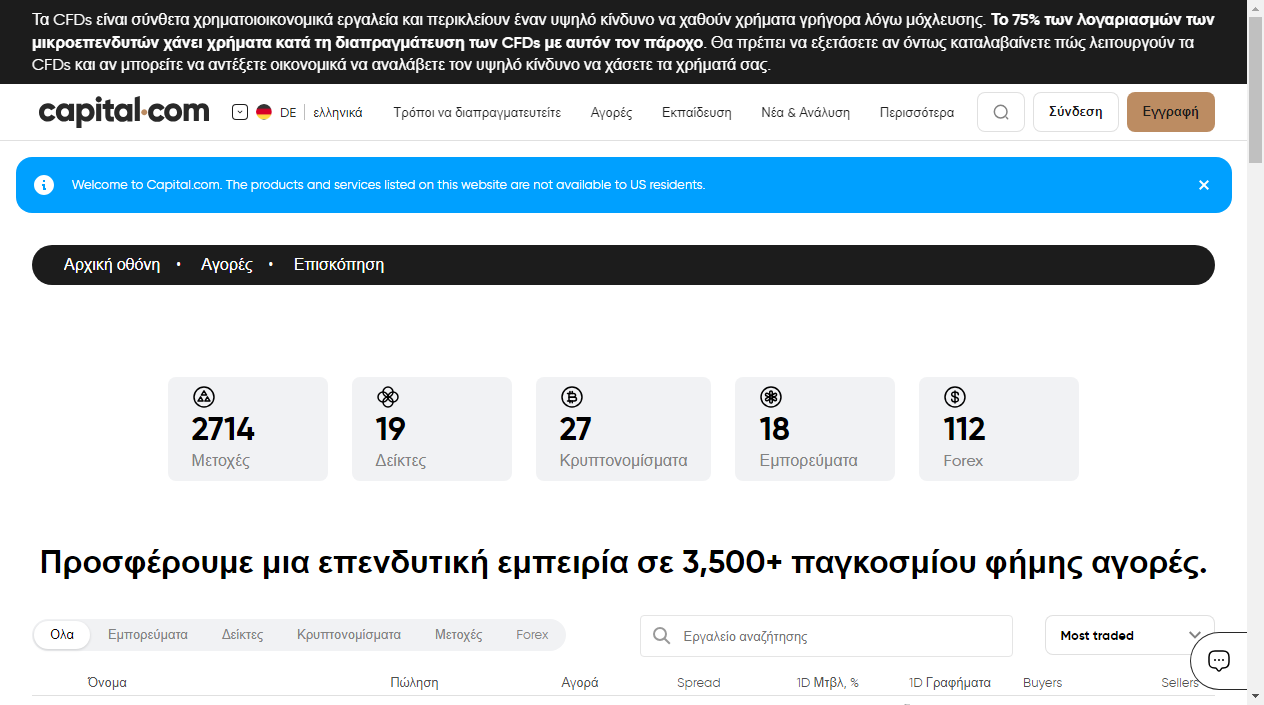 Τα CFDs είναι σύνθετα χρηματοιοικονομικά εργαλεία και περικλείουν έναν υψηλό κίνδυνο να χαθούν χρήματα γρήγορα λόγω μόχλευσης. Το 75% των λογαριασμών των
μικροεπενδυτών χάνει χρήματα κατά τη διαπραγμάτευση των CFDs με αυτόν τον πάροχο. Θα πρέπει να εξετάσετε αν όντως καταλαβαίνετε πώς λειτουργούν τα
CFDs και αν μπορείτε να αντέξετε οικονομικά να αναλάβετε τον υψηλό κίνδυνο να χάσετε τα χρήματά σας.
capital.com DE ελληνικά Τρόποι να διαπραγματευτείτε Αγορές Εκπαίδευση Νέα & Ανάλυση Περισσότερα Σύνδεση Εγγραφή
Welcome to Capital.com. The products and services listed on this website are not available to US residents.
Αρχική οθόνη • Αγορές • Επισκόπηση
2714 19 27 18 112
Μετοχές Δείκτες Κρυπτονομίσματα Εμπορεύματα Forex
Προσφέρουμε μια επενδυτική εμπειρία σε 3,500+ παγκοσμίου φήμης αγορές.
Ολα Εμπορεύματα Δείκτες Κρυπτονομίσματα Μετοχές Forex Εργαλείο αναζήτησης Most traded
Όνομα Πώληση Αγορά Spread 1D Μτβλ, % 1D Γραφήματα Buyers Sellers